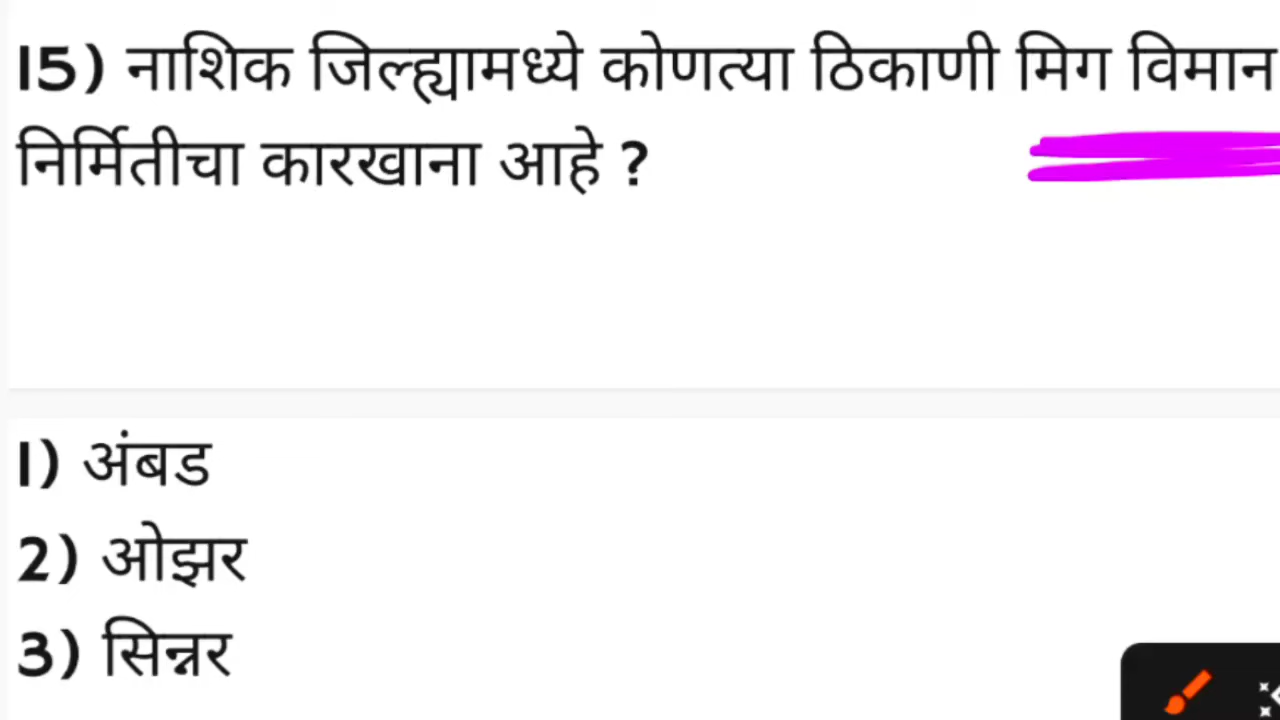 15) नाशिक जिल्ह्यामध्ये कोणत्या ठिकाणी मिग विमान
निर्मितीचा कारखाना आहे ?
1) अंबड
2) ओझर
3) सिन्नर